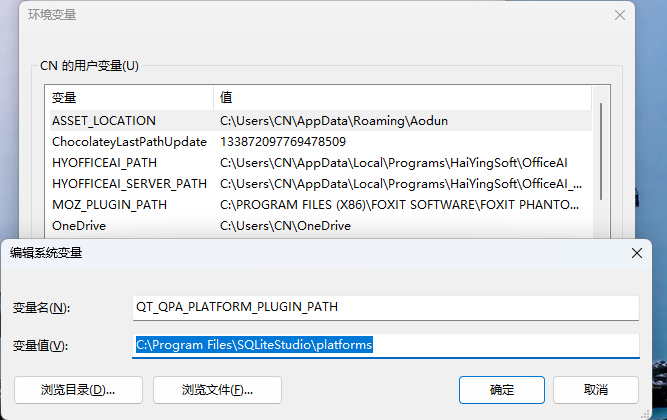 环境变量
CN 的用户变量(U)
变量 值
ASSET_LOCATION C:\Users\CN\AppData\Roaming\Aodun
ChocolateyLastPathUpdate 133872097769478509
HYOFFICEAI_PATH C:\Users\CN\AppData\Local\Programs\HaiYingSoft\OfficeAI
HYOFFICEAI_SERVER_PATH C:\Users\CN\AppData\Local\Programs\HaiYingSoft\OfficeAI_...
MOZ_PLUGIN_PATH C:\PROGRAM FILES (X86)\FOXIT SOFTWARE\FOXIT PHANTO...
OneDrive C:\Users\CN\OneDrive
编辑系统变量
变量名(N): QT_QPA_PLATFORM_PLUGIN_PATH
变量值(V): C:\Program Files\SQLiteStudio\platforms
浏览目录(D)... 浏览文件(F)... 确定 取消